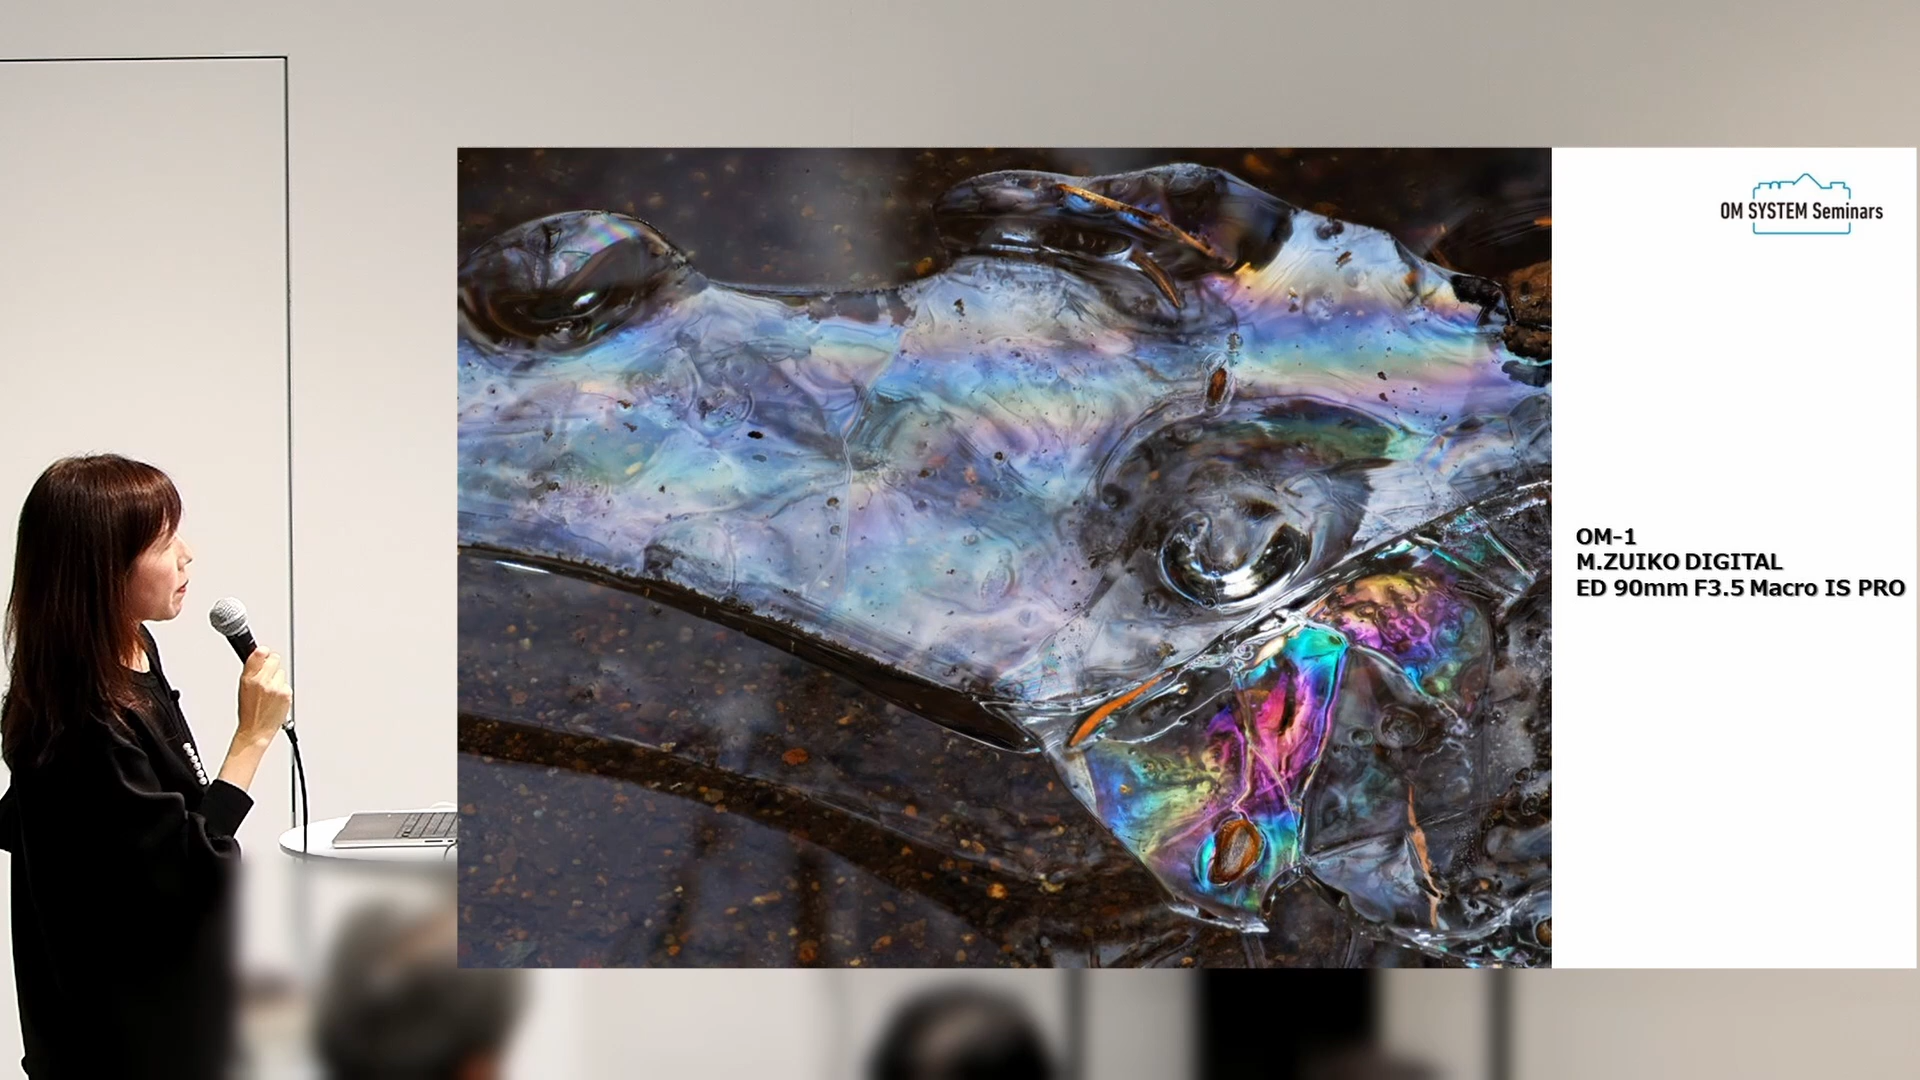 OM SYSTEM Seminars
OM-1
M.ZUIKO DIGITAL
ED 90mm F3.5 Macro IS PRO